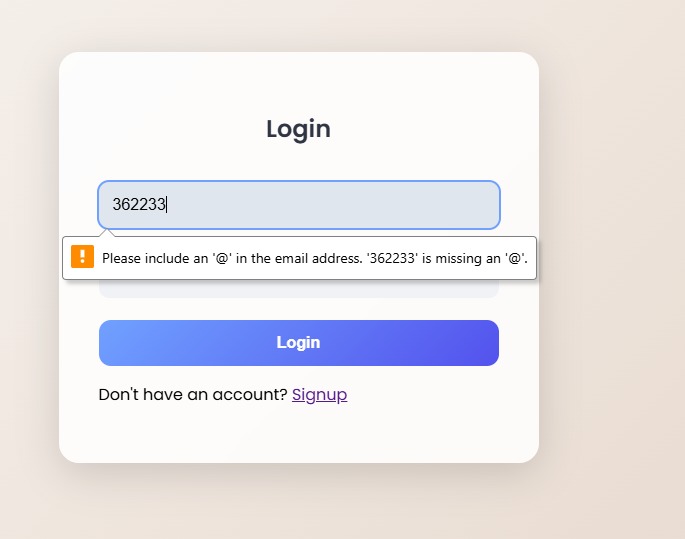 Login
362233
Please include an '@' in the email address. '362233' is missing an '@'.
Login
Don't have an account? Signup